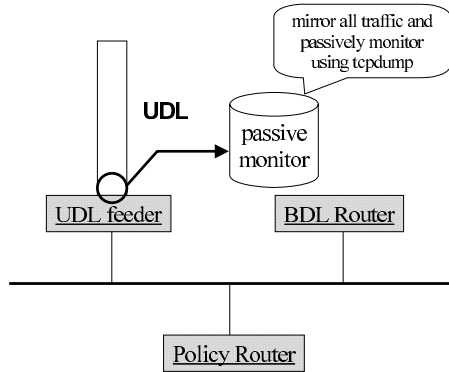 mirror all traffic and
passively monitor
using tcpdump
UDL
passive
monitor
UDL feeder
BDL Router
Policy Router